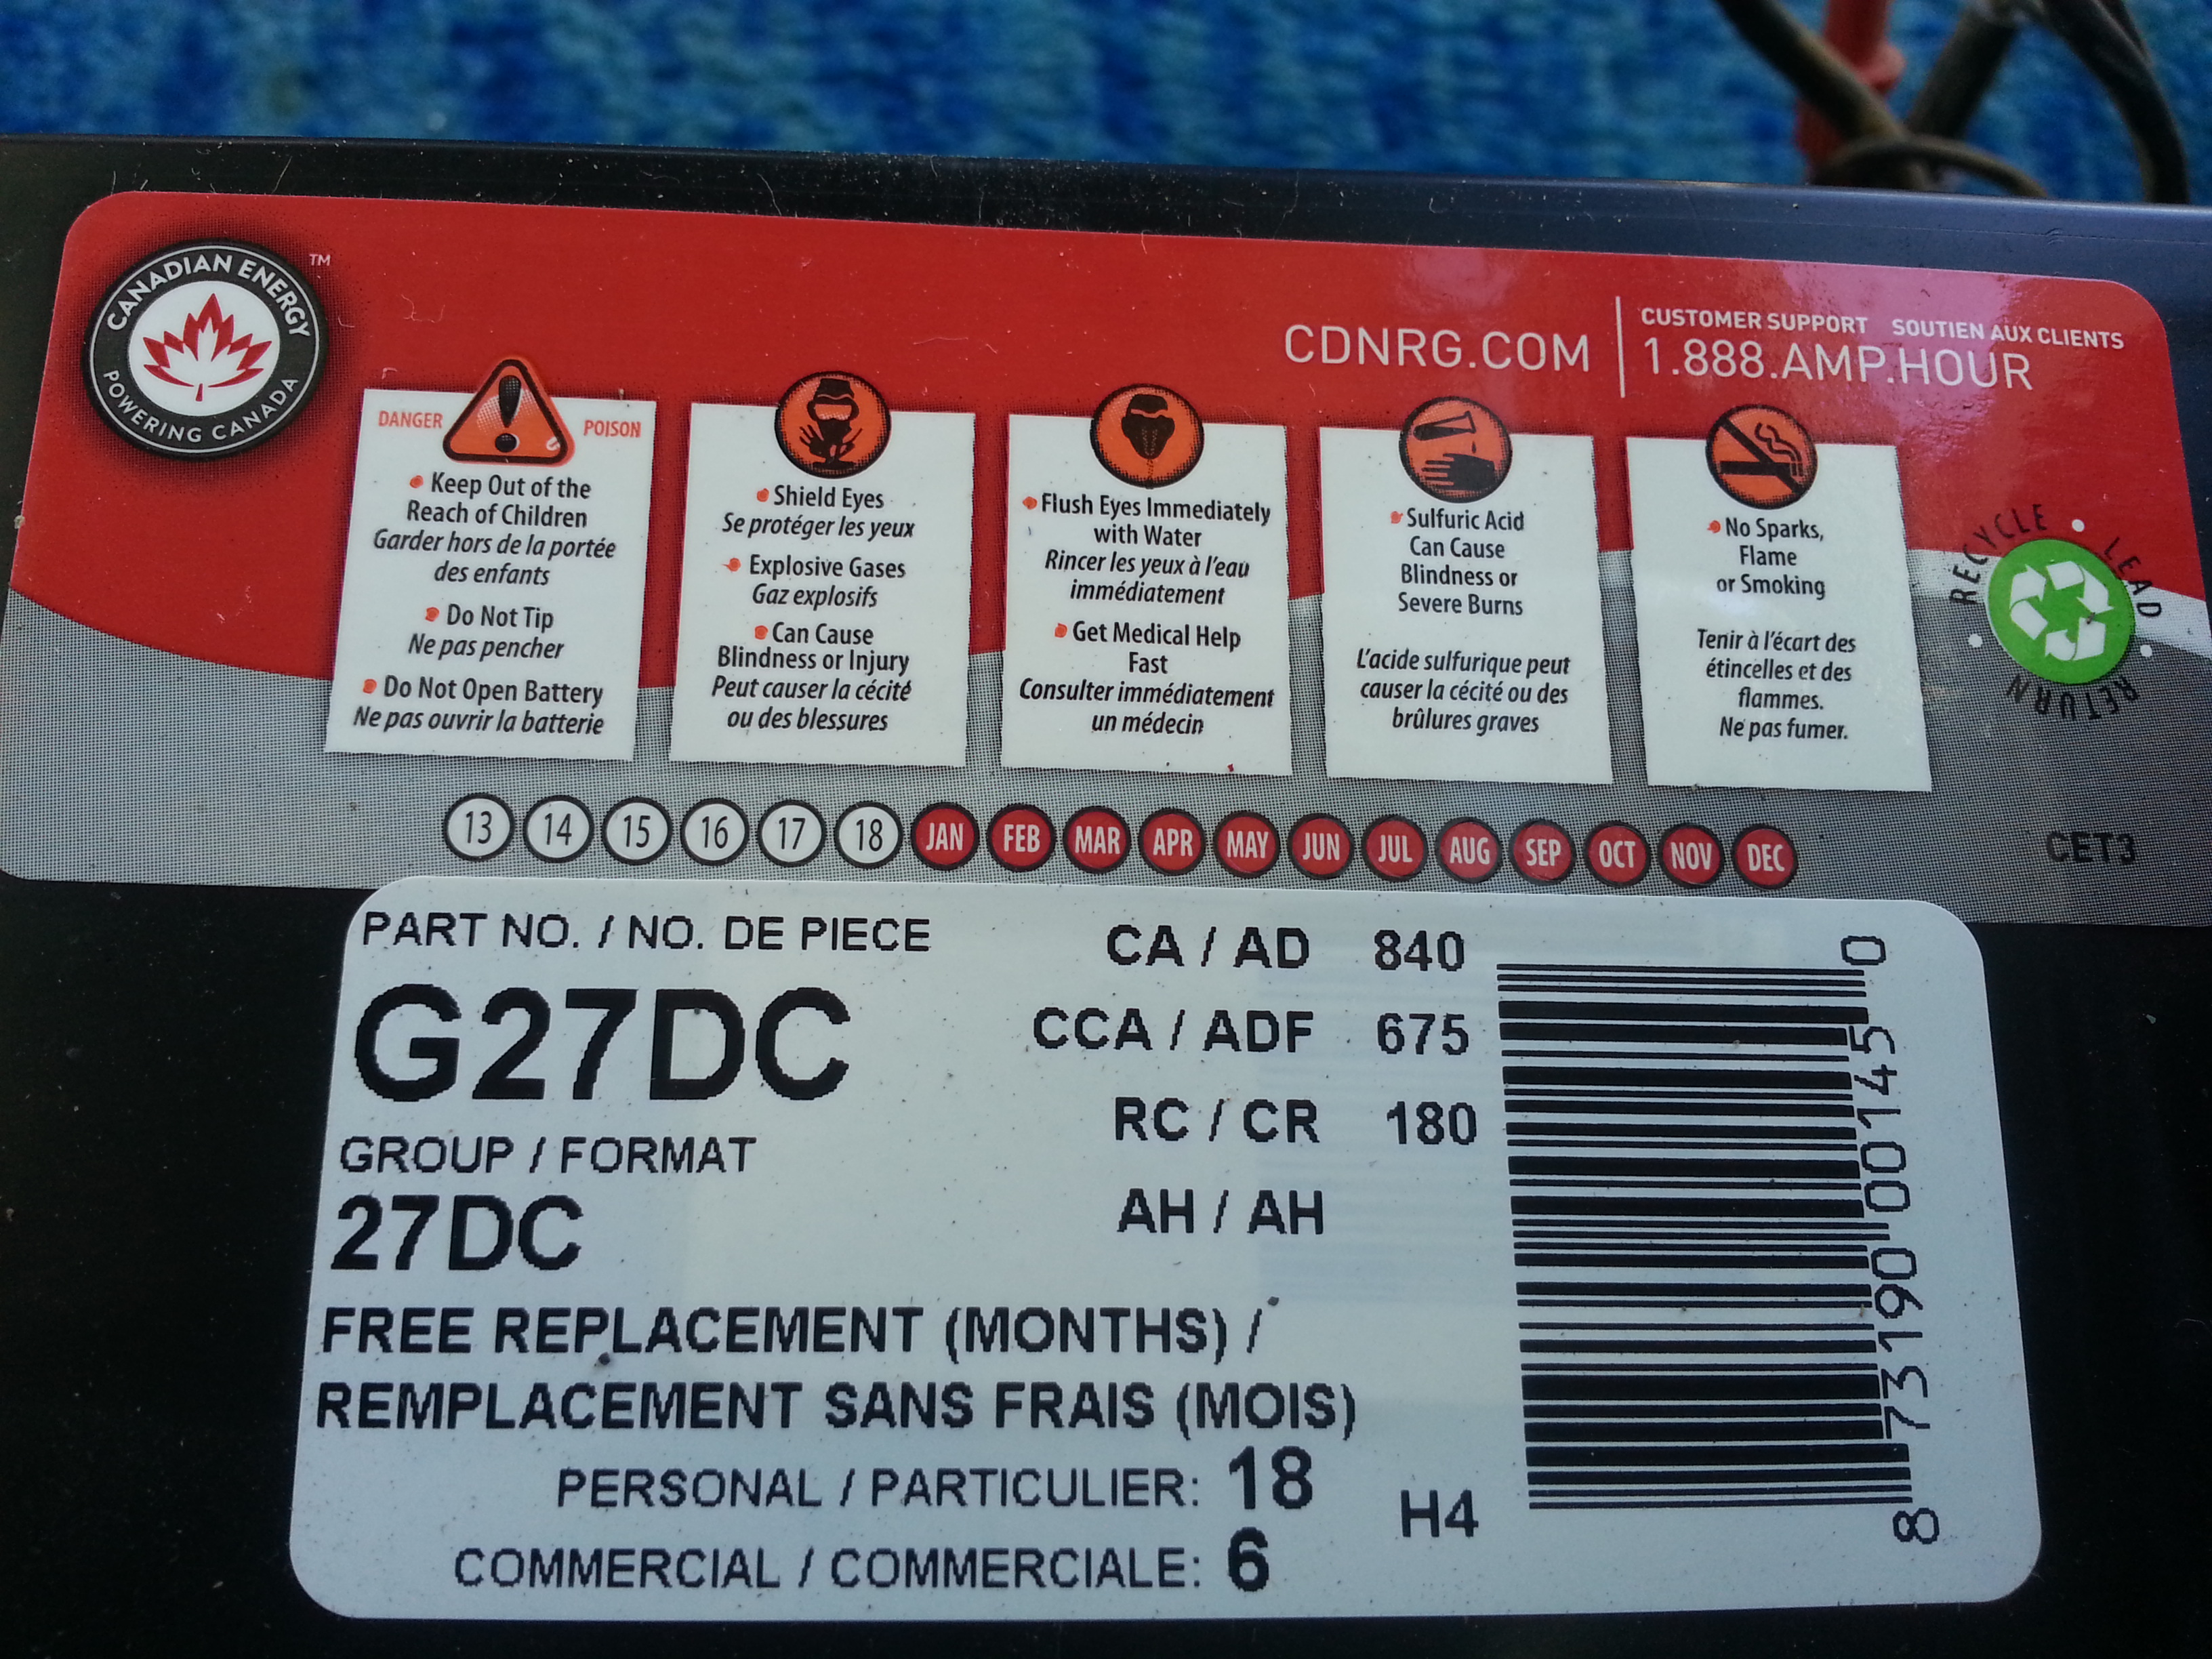 CANADIAN ENERGY
POWERING CANADA
TM
CDNRG.COM
CUSTOMER SUPPORT SOUTIEN AUX CLIENTS
1.888.AMP.HOUR
DANGER POISON
• Keep Out of the
Reach of Children
Garder hors de la portée
des enfants
• Do Not Tip
Ne pas pencher
• Do Not Open Battery
Ne pas ouvrir la batterie
• Shield Eyes
Se protéger les yeux
• Explosive Gases
Gaz explosifs
• Can Cause
Blindness or Injury
Peut causer la cécité
ou des blessures
• Flush Eyes Immediately
with Water
Rincer les yeux à l'eau
immédiatement
• Get Medical Help
Fast
Consulter immédiatement
un médecin
• Sulfuric Acid
Can Cause
Blindness or
Severe Burns
L'acide sulfurique peut
causer la cécité ou des
brûlures graves
• No Sparks,
Flame
or Smoking
Tenir à l'écart des
étincelles et des
flammes.
Ne pas fumer.
RECYCLE • LEAD • RETURN •
13 14 15 16 17 18 JAN FEB MAR APR MAY JUN JUL AUG SEP OCT NOV DEC
CET3
PART NO. / NO. DE PIECE
G27DC
GROUP / FORMAT
27DC
CA / AD 840
CCA / ADF 675
RC / CR 180
AH / AH
FREE REPLACEMENT (MONTHS) /
REMPLACEMENT SANS FRAIS (MOIS)
PERSONAL / PARTICULIER: 18
COMMERCIAL / COMMERCIALE: 6
H4
8 73190 00145 0